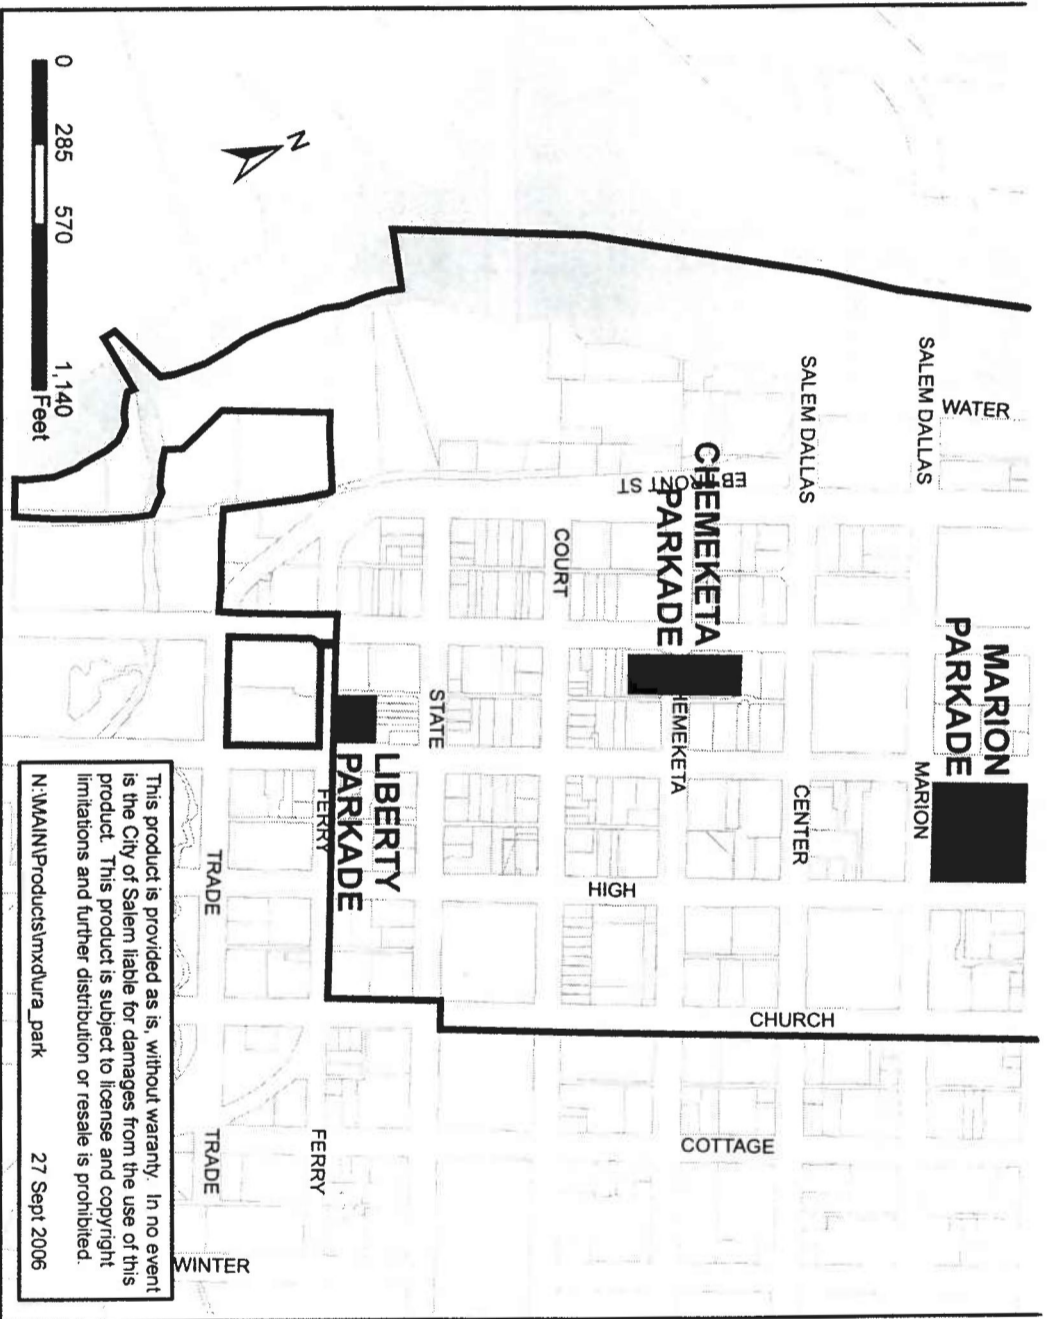 MARION
PARKADE
CHEMEKETA
PARKADE
LIBERTY
PARKADE
SALEM DALLAS
SALEM DALLAS
WATER
EB FRONT ST
COURT
STATE
HEMEKETA
CENTER
MARION
HIGH
CHURCH
COTTAGE
WINTER
FERRY
FERRY
TRADE
TRADE
N
0 285 570 1,140
Feet
This product is provided as is, without waranty. In no event
is the City of Salem liable for damages from the use of this
product. This product is subject to license and copyright
limitations and further distribution or resale is prohibited.
N:\MAIN\Products\mxd\ura_park 27 Sept 2006